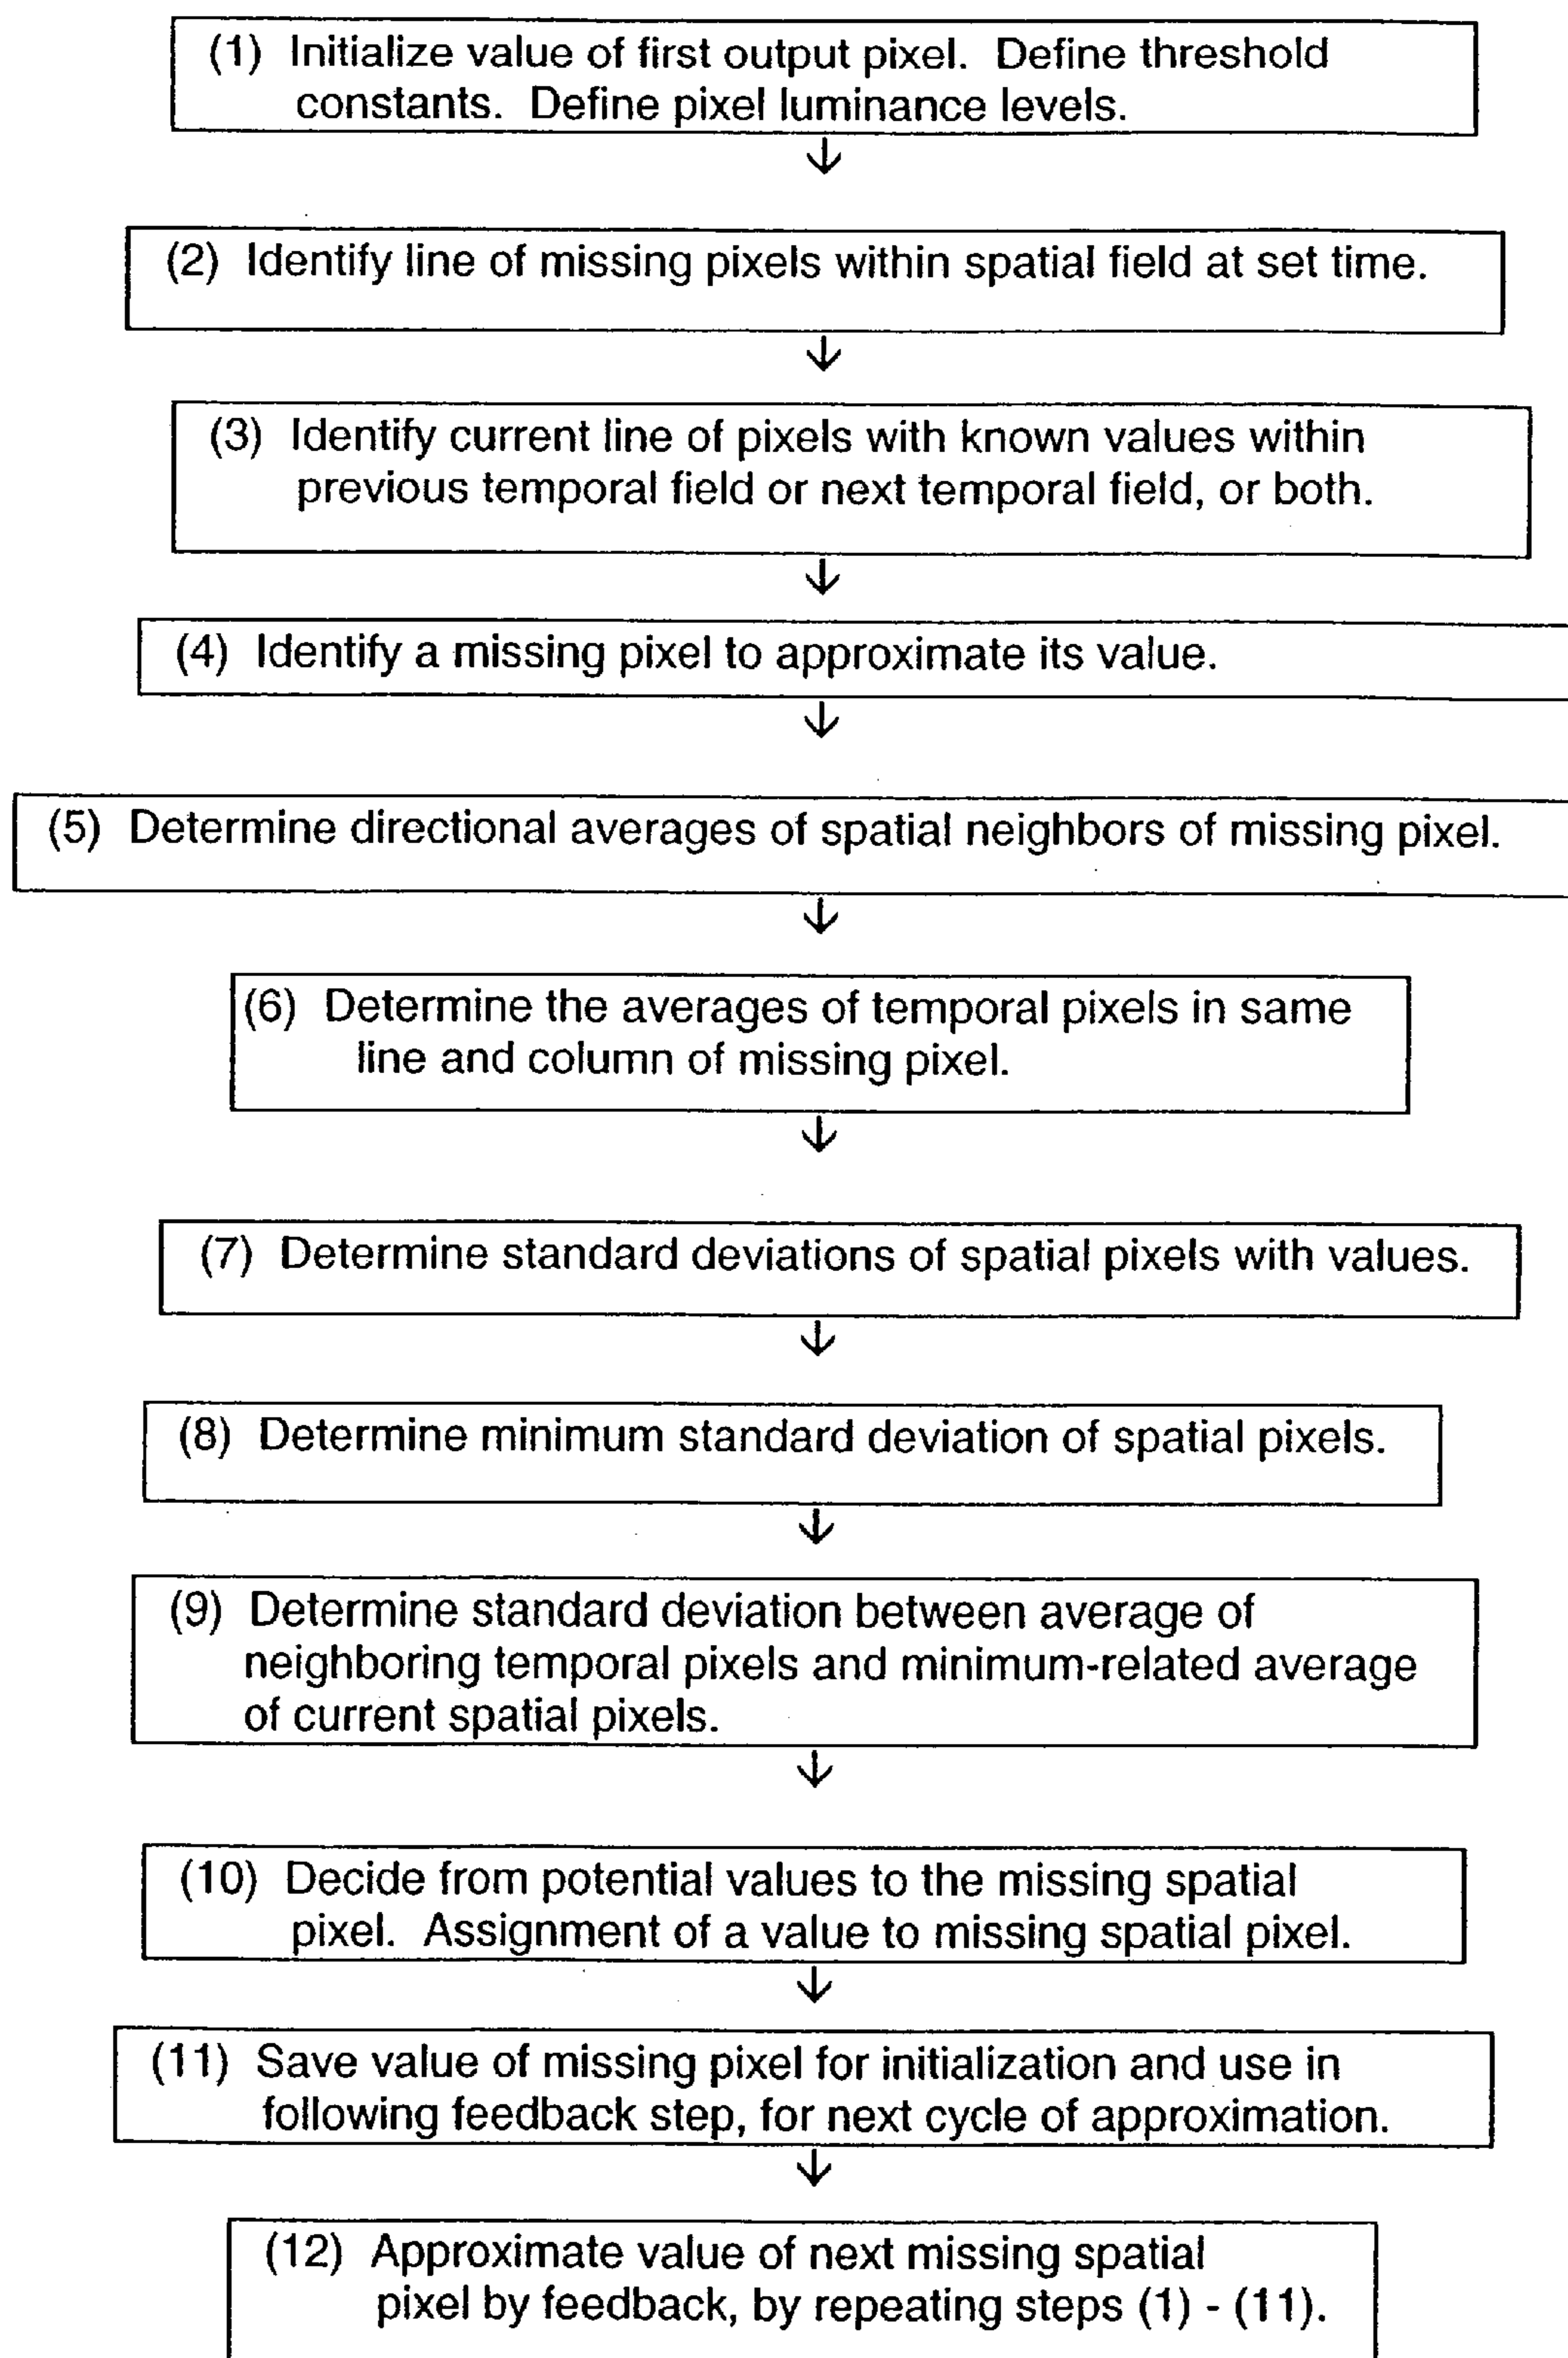 (1) Initialize value of first output pixel. Define threshold
constants. Define pixel luminance levels.
(2) Identify line of missing pixels within spatial field at set time.
(3) Identify current line of pixels with known values within
previous temporal field or next temporal field, or both.
(4) Identify a missing pixel to approximate its value.
(5) Determine directional averages of spatial neighbors of missing pixel.
(6) Determine the averages of temporal pixels in same
line and column of missing pixel.
(7) Determine standard deviations of spatial pixels with values.
(8) Determine minimum standard deviation of spatial pixels.
(9) Determine standard deviation between average of
neighboring temporal pixels and minimum-related average
of current spatial pixels.
(10) Decide from potential values to the missing spatial
pixel. Assignment of a value to missing spatial pixel.
(11) Save value of missing pixel for initialization and use in
following feedback step, for next cycle of approximation.
(12) Approximate value of next missing spatial
pixel by feedback, by repeating steps (1) - (11).